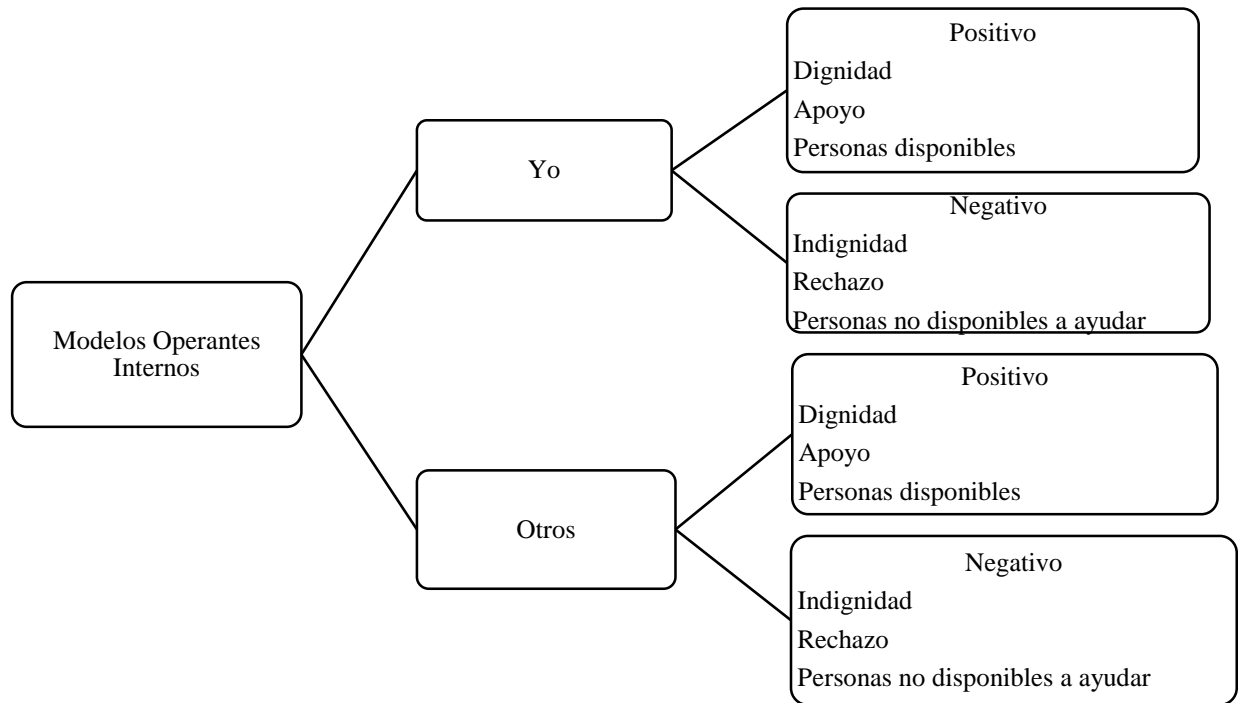 Modelos Operantes
Internos
Yo
Positivo
Dignidad
Apoyo
Personas disponibles
Negativo
Indignidad
Rechazo
Personas no disponibles a ayudar
Otros
Positivo
Dignidad
Apoyo
Personas disponibles
Negativo
Indignidad
Rechazo
Personas no disponibles a ayudar